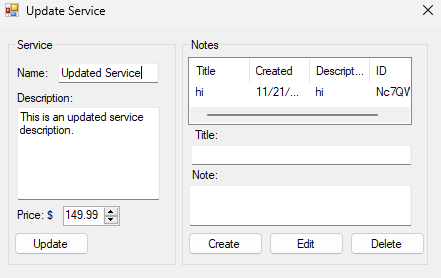 Update Service
Service
Name: Updated Service
Description:
This is an updated service
description.
Price: $ 149.99
Update
Notes
Title Created Descript... ID
hi 11/21/... hi Nc7QW
Title:
Note:
Create Edit Delete